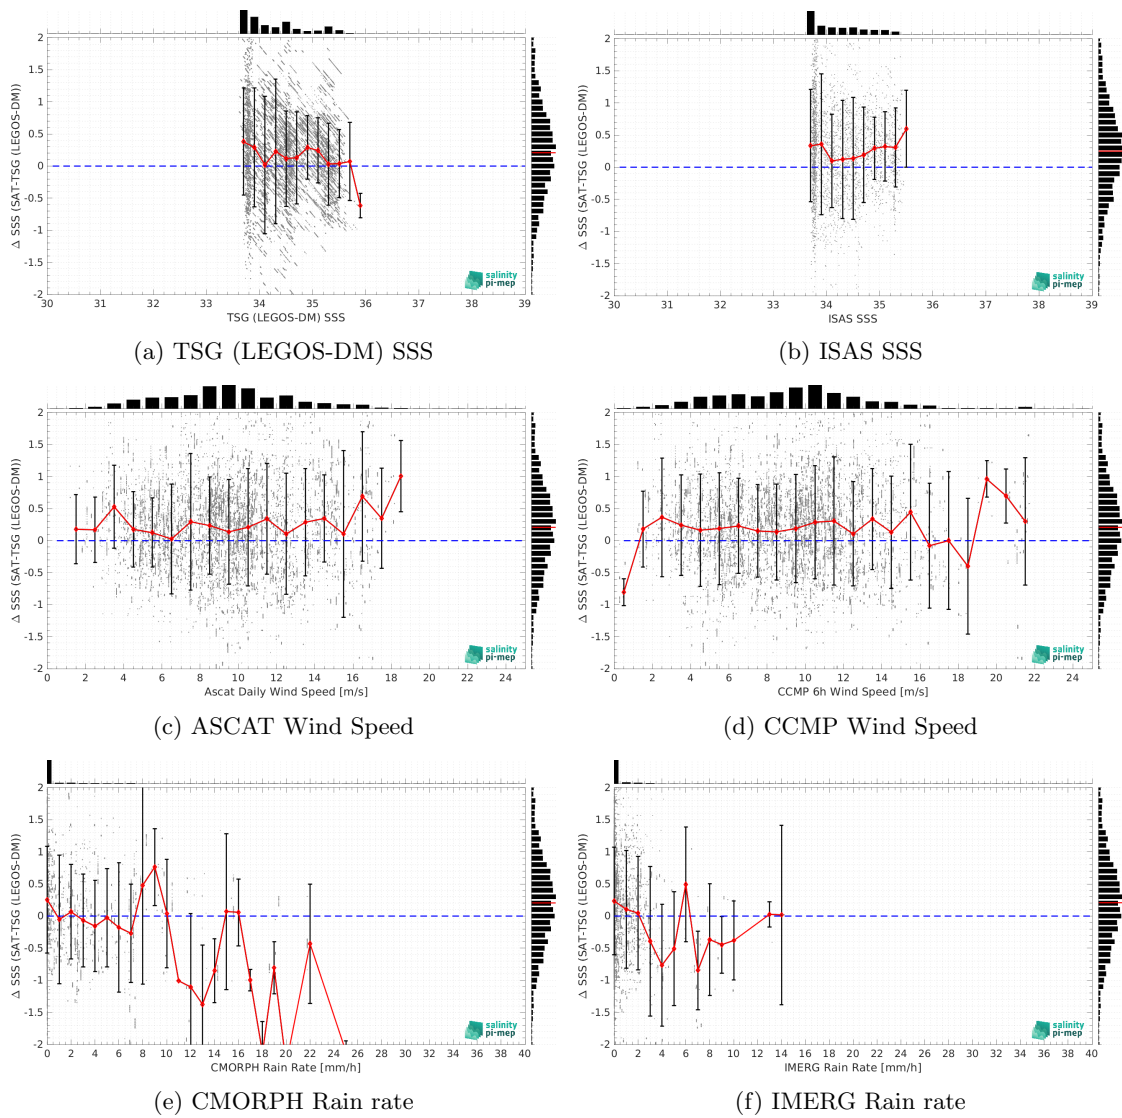 Δ SSS (SAT-TSG (LEGOS-DM))
2
1.5
1
0.5
0
-0.5
-1
-1.5
-2
30 31 32 33 34 35 36 37 38 39
TSG (LEGOS-DM) SSS
salinity
pi-mep
(a) TSG (LEGOS-DM) SSS
Δ SSS (SAT-TSG (LEGOS-DM))
2
1.5
1
0.5
0
-0.5
-1
-1.5
-2
30 31 32 33 34 35 36 37 38 39
ISAS SSS
salinity
pi-mep
(b) ISAS SSS
Δ SSS (SAT-TSG (LEGOS-DM))
2
1.5
1
0.5
0
-0.5
-1
-1.5
-2
0 2 4 6 8 10 12 14 16 18 20 22 24
Ascat Daily Wind Speed [m/s]
salinity
pi-mep
(c) ASCAT Wind Speed
Δ SSS (SAT-TSG (LEGOS-DM))
2
1.5
1
0.5
0
-0.5
-1
-1.5
-2
0 2 4 6 8 10 12 14 16 18 20 22 24
CCMP 6h Wind Speed [m/s]
salinity
pi-mep
(d) CCMP Wind Speed
Δ SSS (SAT-TSG (LEGOS-DM))
2
1.5
1
0.5
0
-0.5
-1
-1.5
-2
0 2 4 6 8 10 12 14 16 18 20 22 24 26 28 30 32 34 36 38 40
CMORPH Rain Rate [mm/h]
salinity
pi-mep
(e) CMORPH Rain rate
Δ SSS (SAT-TSG (LEGOS-DM))
2
1.5
1
0.5
0
-0.5
-1
-1.5
-2
0 2 4 6 8 10 12 14 16 18 20 22 24 26 28 30 32 34 36 38 40
IMERG Rain Rate [mm/h]
salinity
pi-mep
(f) IMERG Rain rate